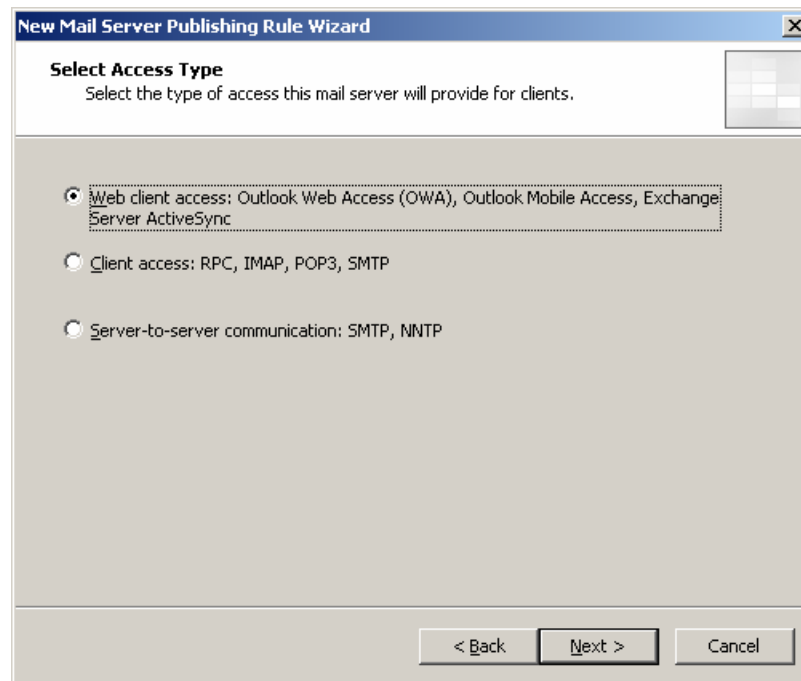 New Mail Server Publishing Rule Wizard
Select Access Type
Select the type of access this mail server will provide for clients.
Web client access: Outlook Web Access (OWA), Outlook Mobile Access, Exchange
Server ActiveSync
Client access: RPC, IMAP, POP3, SMTP
Server-to-server communication: SMTP, NNTP
< Back Next > Cancel